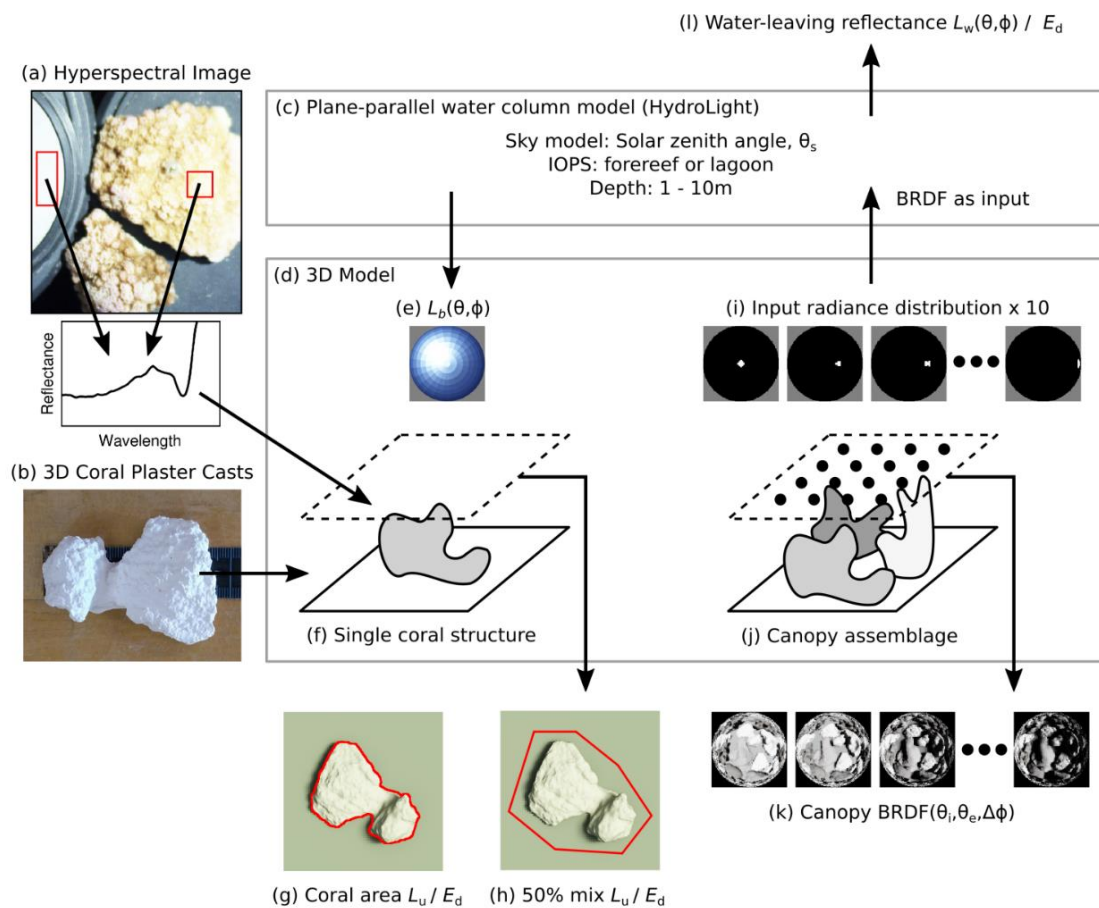 (l) Water-leaving reflectance Lw(θ,ϕ) / Ed
(a) Hyperspectral Image
(c) Plane-parallel water column model (HydroLight)
Sky model: Solar zenith angle, θs
IOPS: forereef or lagoon
Depth: 1 - 10m
BRDF as input
(d) 3D Model
(e) Lb(θ,ϕ)
(i) Input radiance distribution x 10
Reflectance
Wavelength
(b) 3D Coral Plaster Casts
(f) Single coral structure
(j) Canopy assemblage
(k) Canopy BRDF(θi,θe,Δϕ)
(g) Coral area Lu / Ed
(h) 50% mix Lu / Ed